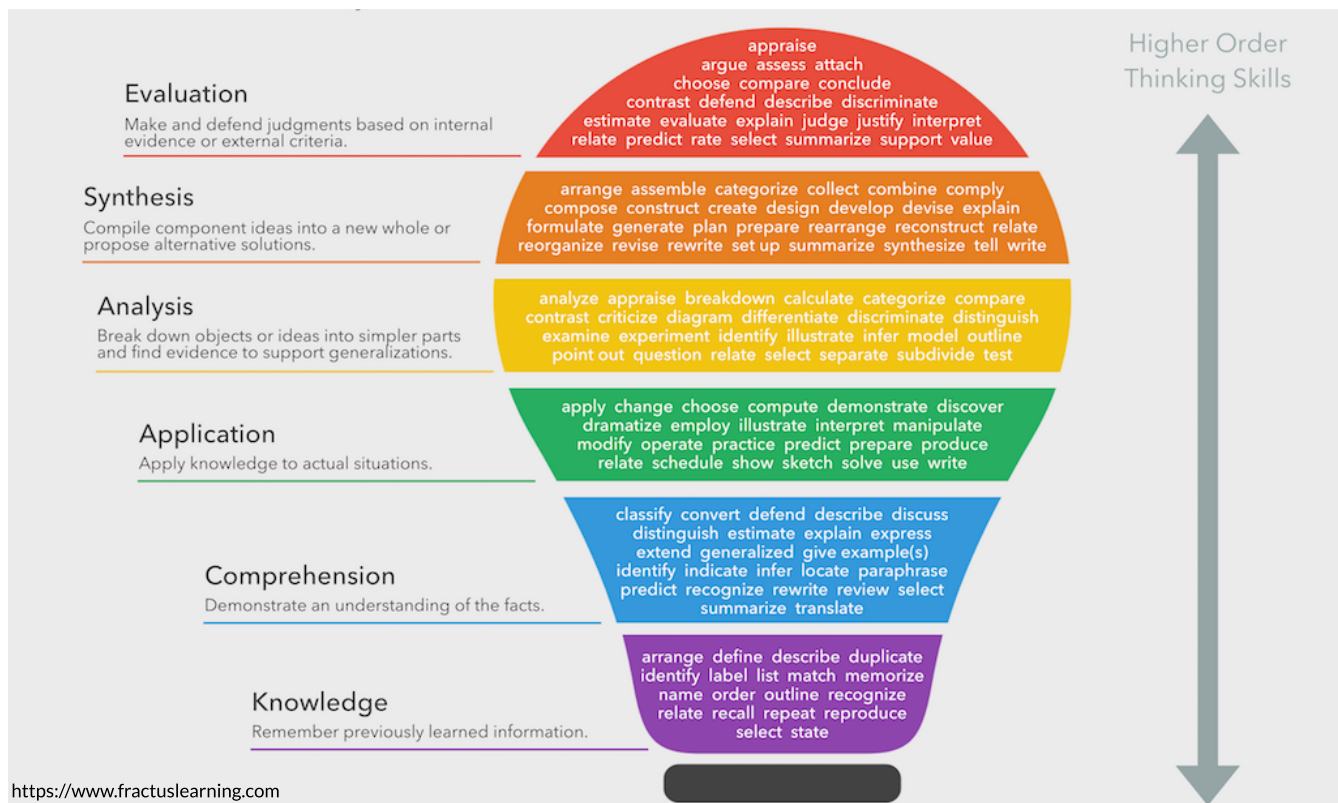 Higher Order
Thinking Skills
Evaluation
Make and defend judgments based on internal
evidence or external criteria.
appraise
argue assess attach
choose compare conclude
contrast defend describe discriminate
estimate evaluate explain judge justify interpret
relate predict rate select summarize support value
Synthesis
Compile component ideas into a new whole or
propose alternative solutions.
arrange assemble categorize collect combine comply
compose construct create design develop devise explain
formulate generate plan prepare rearrange reconstruct relate
reorganize revise rewrite set up summarize synthesize tell write
Analysis
Break down objects or ideas into simpler parts
and find evidence to support generalizations.
analyze appraise breakdown calculate categorize compare
contrast criticize diagram differentiate discriminate distinguish
examine experiment identify illustrate infer model outline
point out question relate select separate subdivide test
Application
Apply knowledge to actual situations.
apply change choose compute demonstrate discover
dramatize employ illustrate interpret manipulate
modify operate practice predict prepare produce
relate schedule show sketch solve use write
Comprehension
Demonstrate an understanding of the facts.
classify convert defend describe discuss
distinguish estimate explain express
extend generalized give example(s)
identify indicate infer locate paraphrase
predict recognize rewrite review select
summarize translate
Knowledge
Remember previously learned information.
arrange define describe duplicate
identify label list match memorize
name order outline recognize
relate recall repeat reproduce
select state
https://www.fractuslearning.com